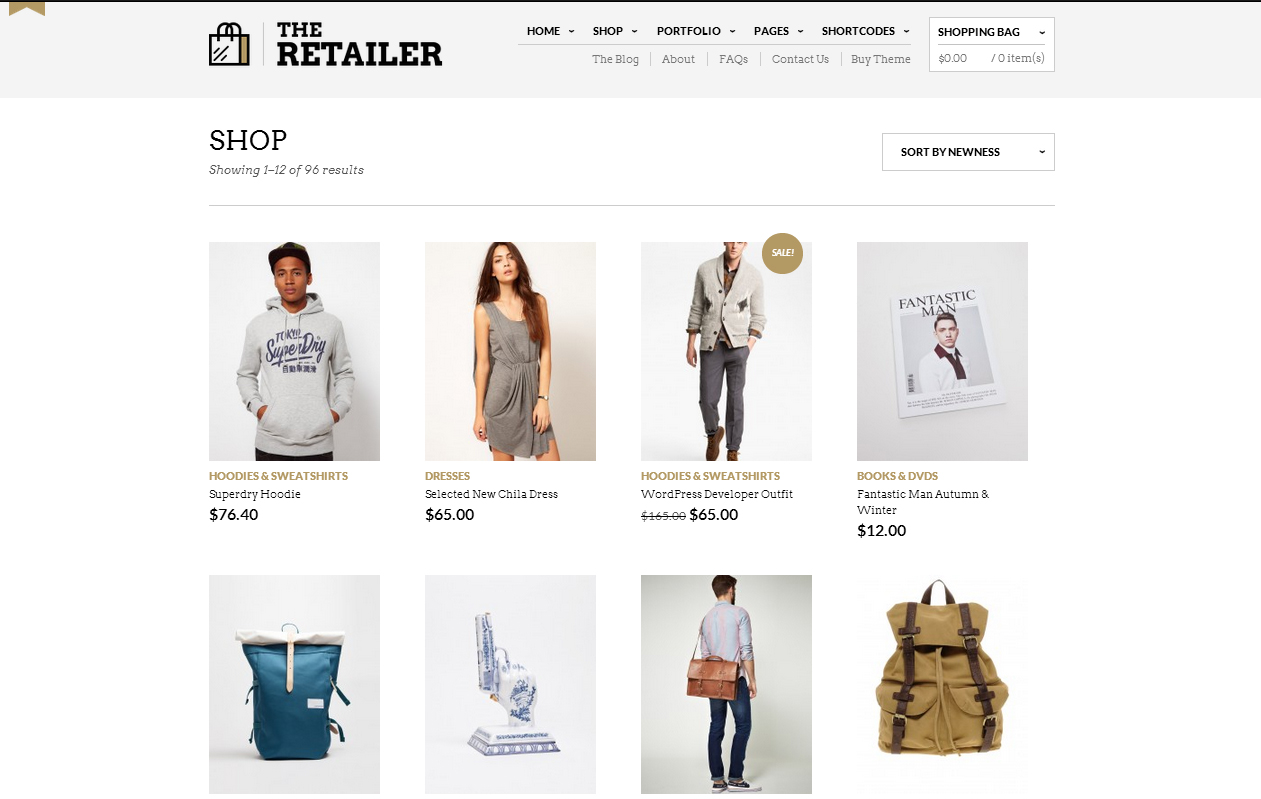 THE
RETAILER
HOME
SHOP
PORTFOLIO
PAGES
SHORTCODES
The Blog
About
FAQs
Contact Us
Buy Theme
SHOPPING BAG
$0.00 / 0 item(s)
SHOP
Showing 1–12 of 96 results
SORT BY NEWNESS
TOKYO
SuperDry
SALE!
FANTASTIC
MAN
HOODIES & SWEATSHIRTS
Superdry Hoodie
$76.40
DRESSES
Selected New Chila Dress
$65.00
HOODIES & SWEATSHIRTS
WordPress Developer Outfit
$165.00 $65.00
BOOKS & DVDS
Fantastic Man Autumn &
Winter
$12.00